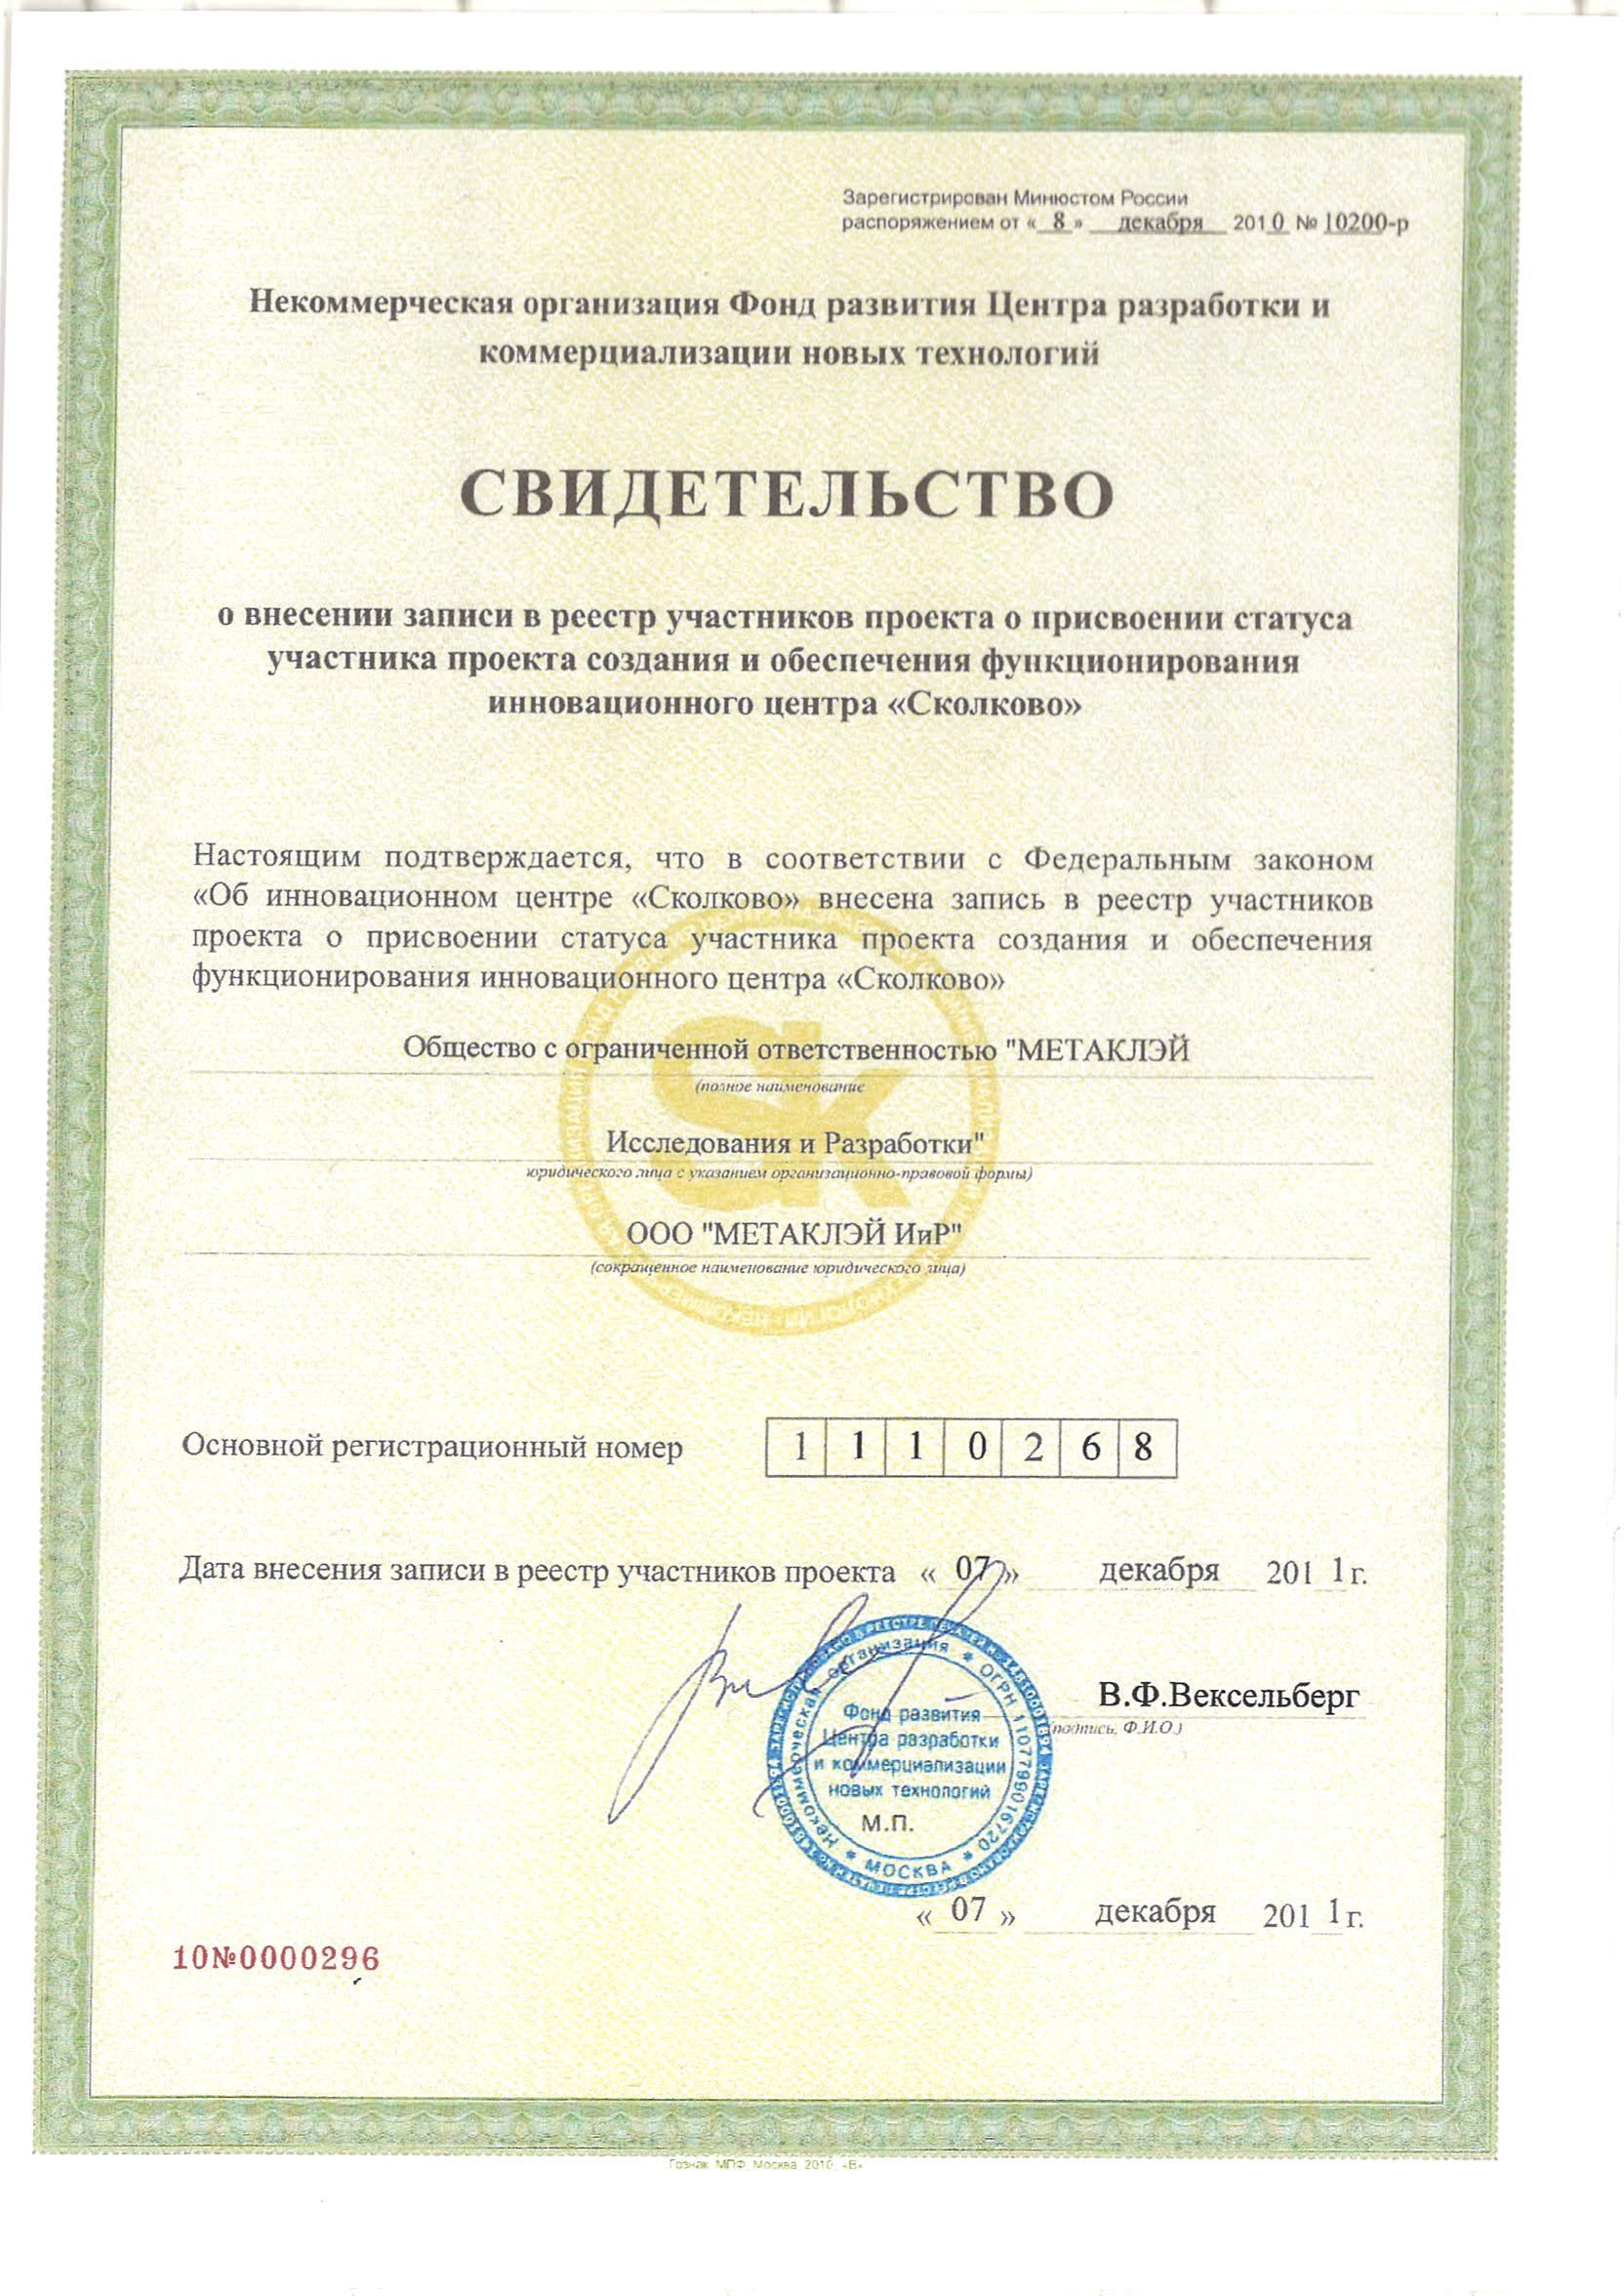 Зарегистрирован Минюстом России
распоряжением от « 8 » декабря 2010 № 10200-р
Некоммерческая организация Фонд развития Центра разработки и
коммерциализации новых технологий
СВИДЕТЕЛЬСТВО
о внесении записи в реестр участников проекта о присвоении статуса
участника проекта создания и обеспечения функционирования
инновационного центра «Сколково»
Настоящим подтверждается, что в соответствии с Федеральным законом
«Об инновационном центре «Сколково» внесена запись в реестр участников
проекта о присвоении статуса участника проекта создания и обеспечения
функционирования инновационного центра «Сколково»
Общество с ограниченной ответственностью "МЕТАКЛЭЙ
(полное наименование
Исследования и Разработки"
юридического лица с указанием организационно-правовой формы)
ООО "МЕТАКЛЭЙ ИиР"
(сокращенное наименование юридического лица)
Sk
Основной регистрационный номер 1 1 1 0 2 6 8
Дата внесения записи в реестр участников проекта « 07 » декабря 2011г.
В.Ф.Вексельберг
(подпись, Ф.И.О.)
Некоммерческая организация * ОГРН 1107799016720 * МОСКВА *
Фонд развития
Центра разработки
и коммерциализации
новых технологий
М.П.
« 07 » декабря 2011г.
10№0000296
Гознак, МПФ, Москва, 2010, «В»